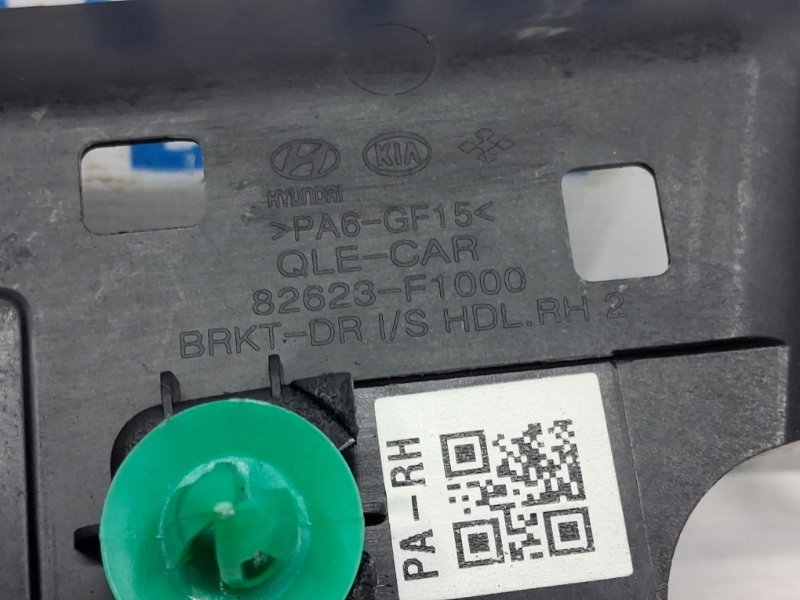 KIA
HYUNDAI
>PA6-GF15<
QLE-CAR
82623-F1000
BRKT-DR I/S HDL.RH 2
PA-RH